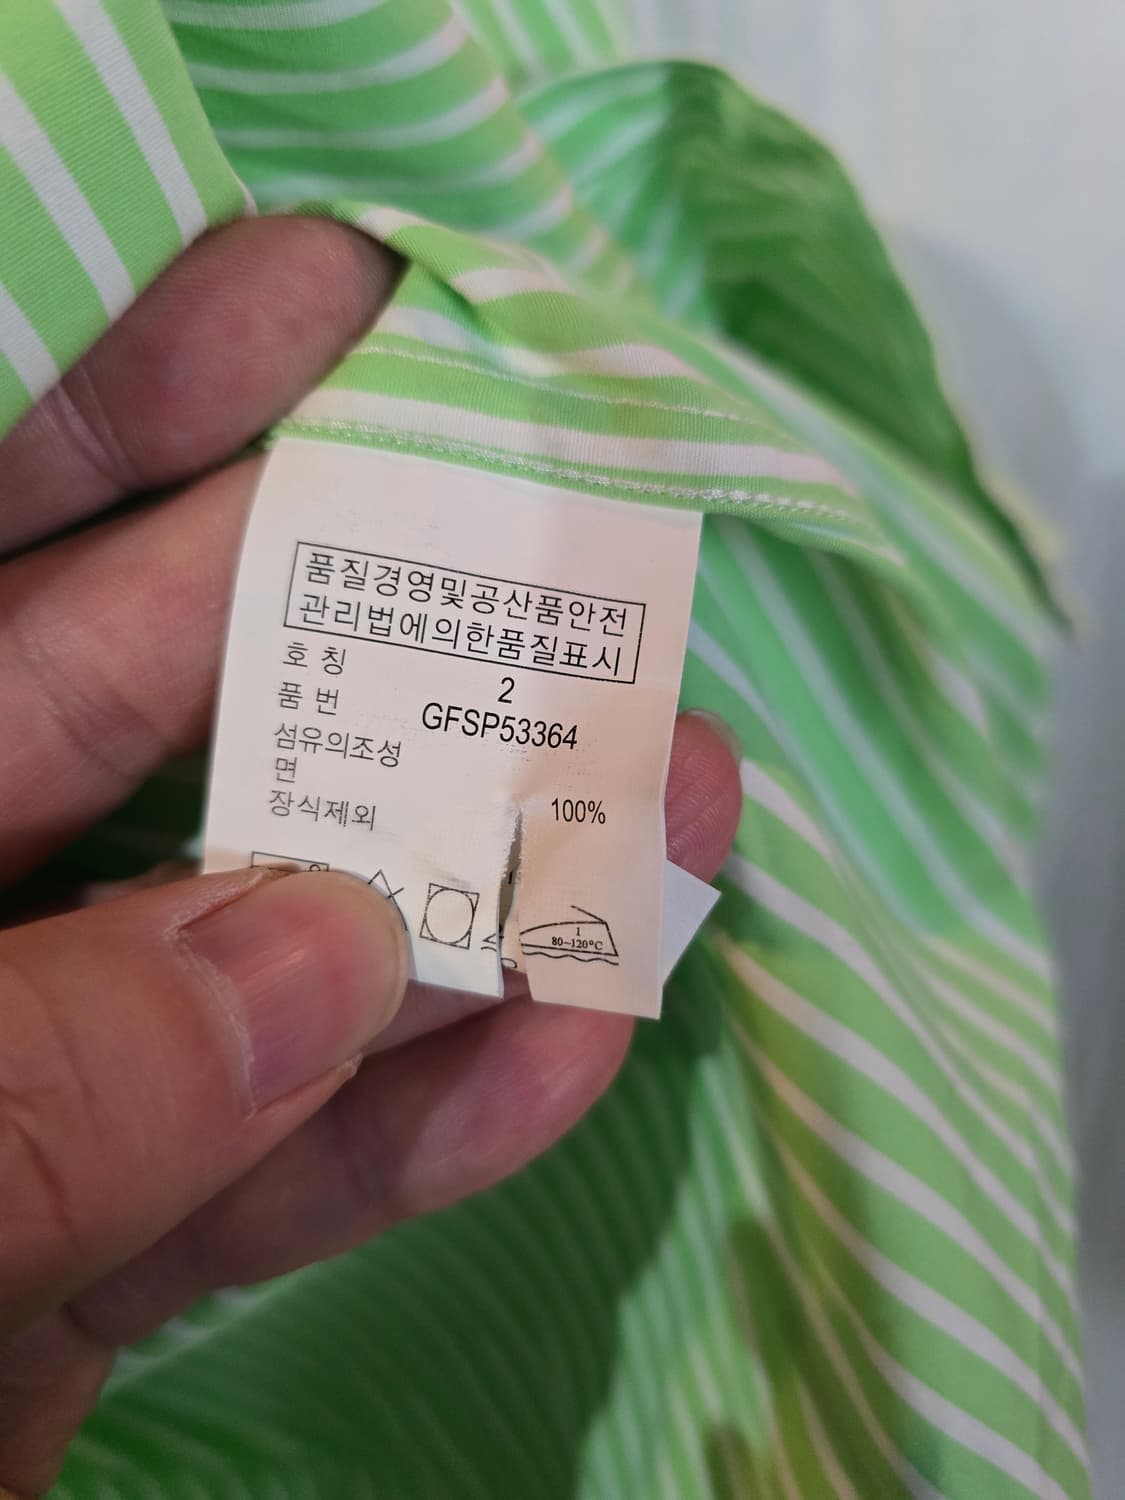 품질경영및공산품안전
관리법에의한품질표시
호 칭 2
품 번 GFSP53364
섬유의조성
면 100%
장식제외
1
80~120°C